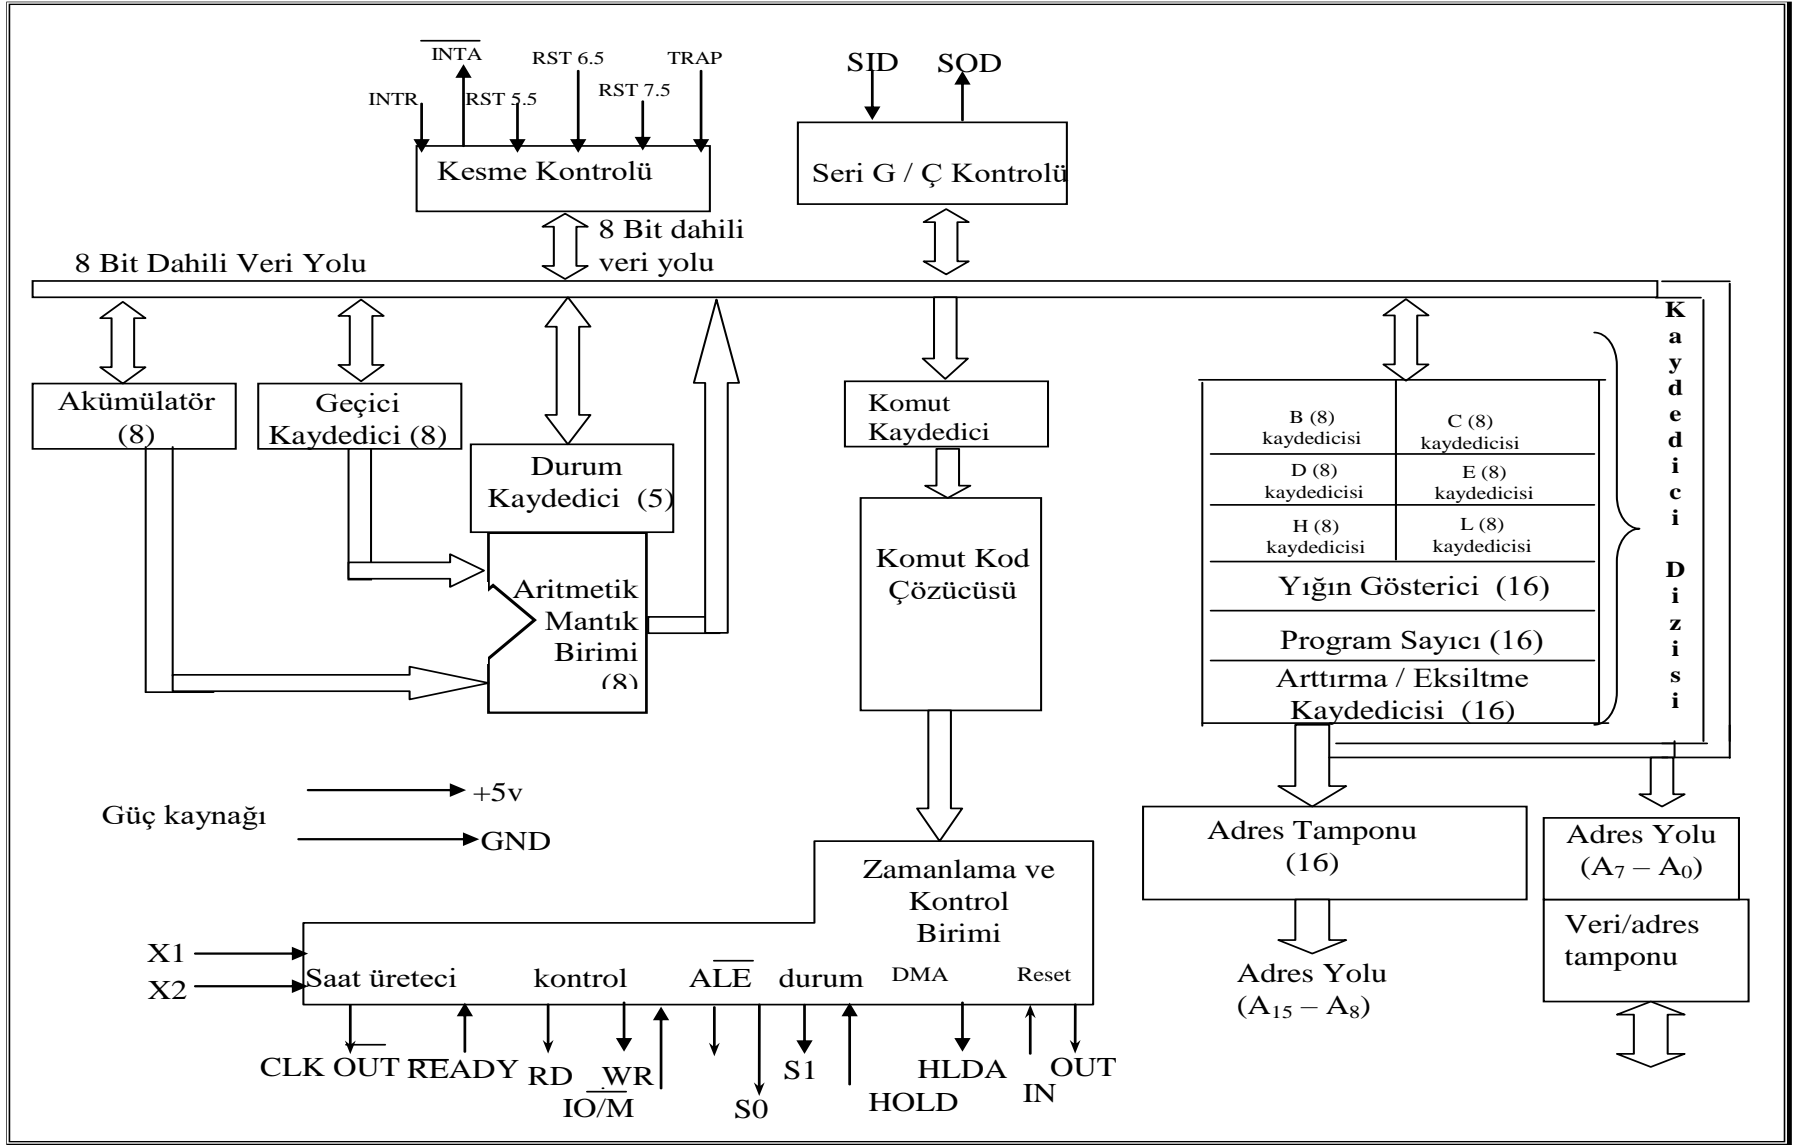 INTA
RST 6.5
TRAP
INTR
RST 5.5
RST 7.5
SID
SOD
Kesme Kontrolü
Seri G / Ç Kontrolü
8 Bit dahili
veri yolu
8 Bit Dahili Veri Yolu
Akümülatör
(8)
Geçici
Kaydedici (8)
Durum
Kaydedici (5)
Aritmetik
Mantık
Birimi
(8)
Komut
Kaydedici
Komut Kod
Çözücüsü
B (8)
kaydedicisi
C (8)
kaydedicisi
D (8)
kaydedicisi
E (8)
kaydedicisi
H (8)
kaydedicisi
L (8)
kaydedicisi
Yığın Gösterici (16)
Program Sayıcı (16)
Arttırma / Eksiltme
Kaydedicisi (16)
Kaydedici Dizisi
Güç kaynağı
+5v
GND
Zamanlama ve
Kontrol
Birimi
X1
X2
Saat üreteci
kontrol
ALE
durum
DMA
Reset
CLK OUT
READY
RD
WR
IO/M
S0
S1
HOLD
HLDA
IN
OUT
Adres Tamponu
(16)
Adres Yolu
(A15 – A8)
Adres Yolu
(A7 – A0)
Veri/adres
tamponu